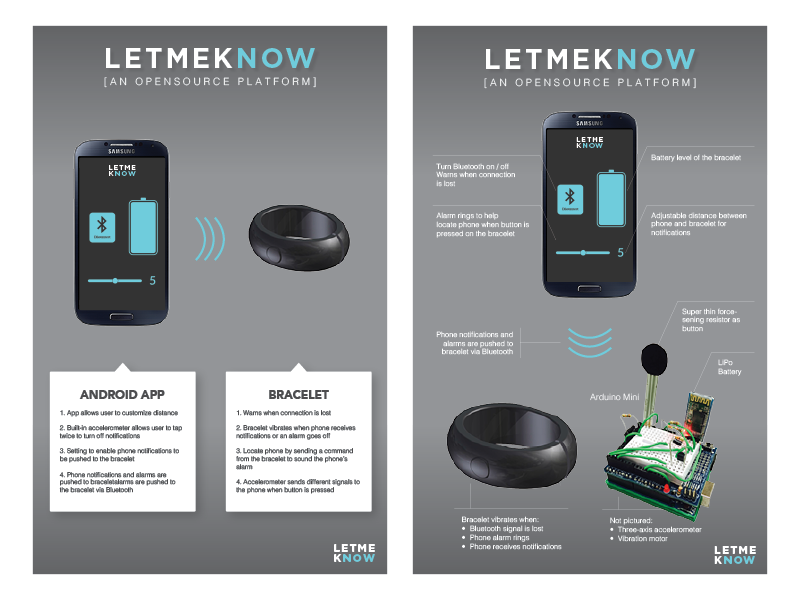 LETMEKNOW
[AN OPENSOURCE PLATFORM]
SAMSUNG
LETME
KNOW
5
ANDROID APP
1. App allows user to customize distance
2. Built-in accelerometer allows user to tap
twice to turn off notifications
3. Setting to enable phone notifications to
be pushed to the bracelet
4. Phone notifications and alarms are
pushed to braceletalarms are pushed to
the bracelet via Bluetooth
BRACELET
1. Warns when connection is lost
2. Bracelet vibrates when phone receives
notifications or an alarm goes off
3. Locate phone by sending a command
from the bracelet to sound the phone's
alarm
4. Accelerometer sends different signals to
the phone when button is pressed
LETME
KNOW
LETMEKNOW
[AN OPENSOURCE PLATFORM]
SAMSUNG
LETME
KNOW
5
Turn Bluetooth on / off
Warns when connection
is lost
Battery level of the bracelet
Alarm rings to help
locate phone when button is
pressed on the bracelet
Adjustable distance between
phone and bracelet for
notifications
Super thin force-
sening resistor as
button
Phone notifications and
alarms are pushed to
bracelet via Bluetooth
LiPo
Battery
Arduino Mini
Bracelet vibrates when:
• Bluetooth signal is lost
• Phone alarm rings
• Phone receives notifications
Not pictured:
• Three-axis accelerometer
• Vibration motor
LETME
KNOW